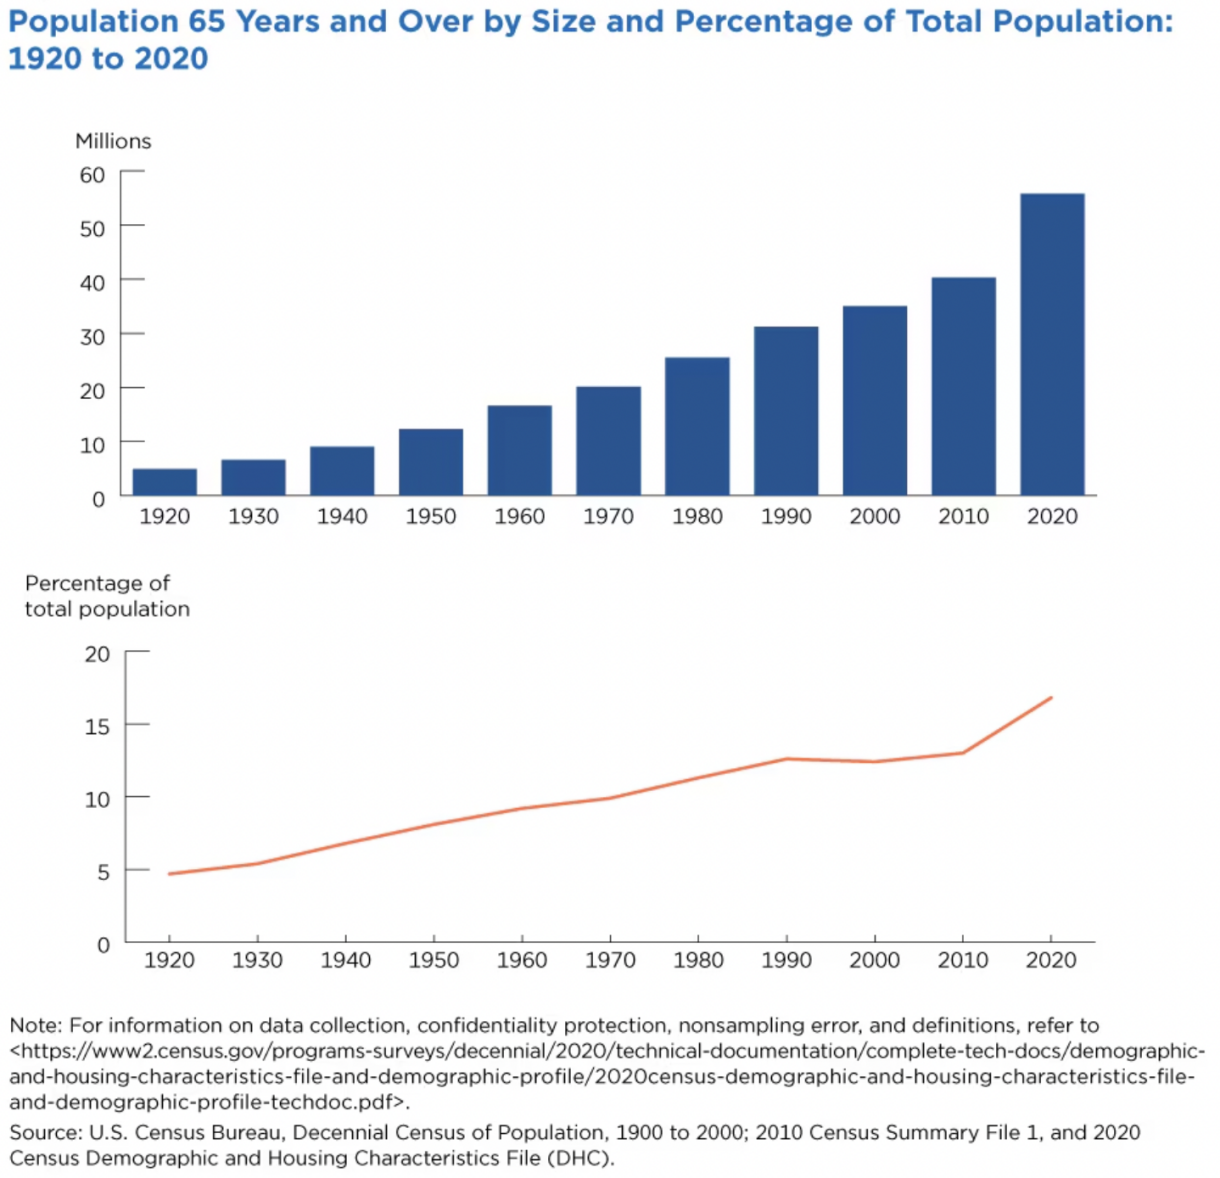 Population 65 Years and Over by Size and Percentage of Total Population:
1920 to 2020
Millions
60
50
40
30
20
10
0
1920 1930 1940 1950 1960 1970 1980 1990 2000 2010 2020
Percentage of
total population
20
15
10
5
0
1920 1930 1940 1950 1960 1970 1980 1990 2000 2010 2020
Note: For information on data collection, confidentiality protection, nonsampling error, and definitions, refer to
<https://www2.census.gov/programs-surveys/decennial/2020/technical-documentation/complete-tech-docs/demographic-
and-housing-characteristics-file-and-demographic-profile/2020census-demographic-and-housing-characteristics-file-
and-demographic-profile-techdoc.pdf>.
Source: U.S. Census Bureau, Decennial Census of Population, 1900 to 2000; 2010 Census Summary File 1, and 2020
Census Demographic and Housing Characteristics File (DHC).